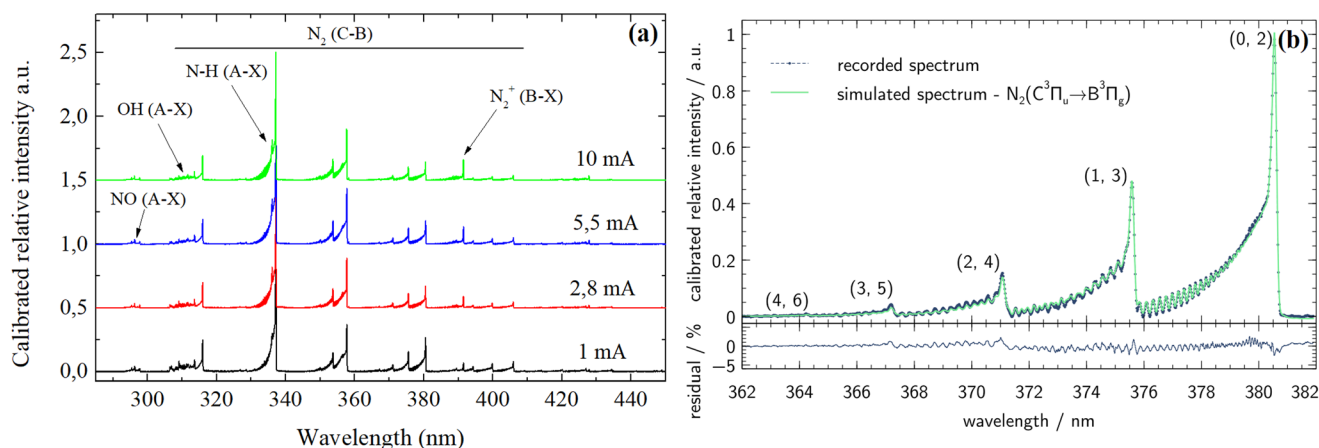 (a)
N₂ (C-B)
N-H (A-X)
OH (A-X)
N₂⁺ (B-X)
NO (A-X)
10 mA
5,5 mA
2,8 mA
1 mA
Calibrated relative intensity a.u.
2,5
2,0
1,5
1,0
0,5
0,0
300 320 340 360 380 400 420 440
Wavelength (nm)
(b)
(0, 2)
recorded spectrum
simulated spectrum - N₂(C³Πᵤ→B³Π_g)
(1, 3)
(2, 4)
(3, 5)
(4, 6)
calibrated relative intensity / a.u.
1
0.8
0.6
0.4
0.2
0
residual / %
0
−5
362 364 366 368 370 372 374 376 378 380 382
wavelength / nm